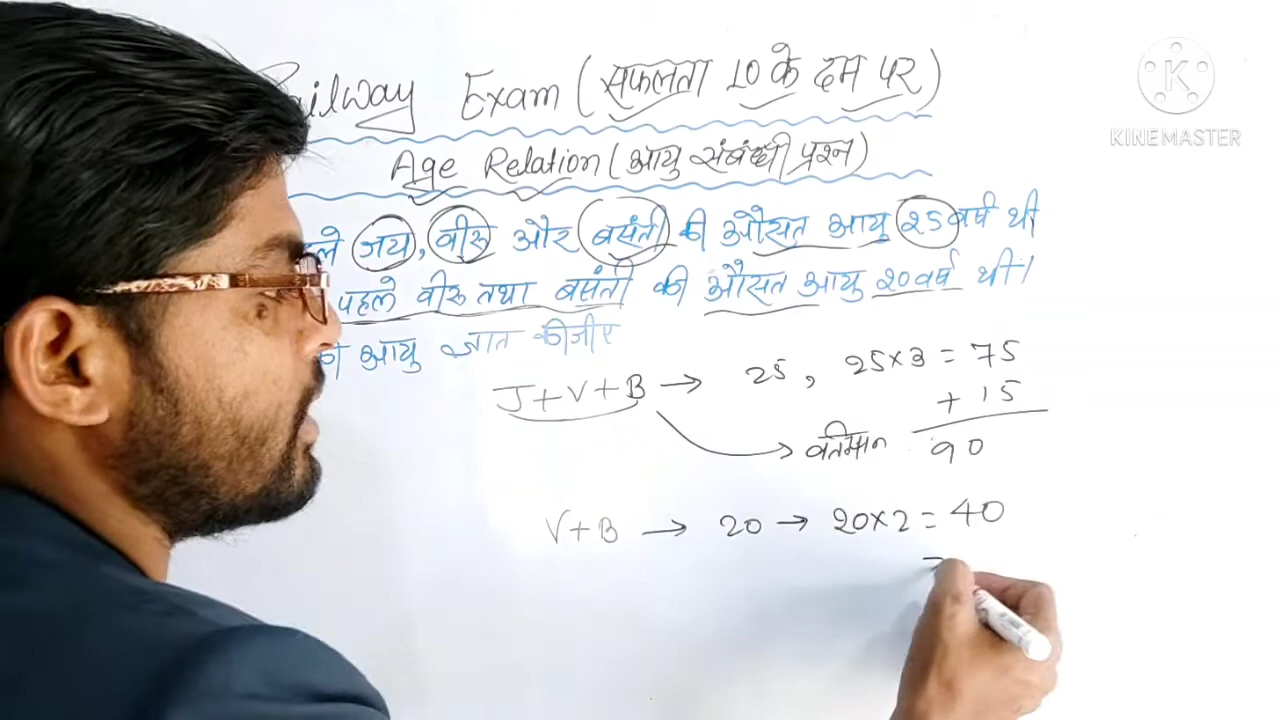 Railway Exam (सफलता 10 के दम पर)
KINEMASTER
Age Relation (आयु संबंधी प्रश्न)
जय, वीरू और बसंती की औसत आयु 25 वर्ष थी
पहले वीरू तथा बसंती की औसत आयु 20 वर्ष थी।
की आयु ज्ञात कीजीए
J+V+B → 25, 25×3 = 75
+ 15
→ वर्तमान 90
V+B → 20 → 20×2 = 40